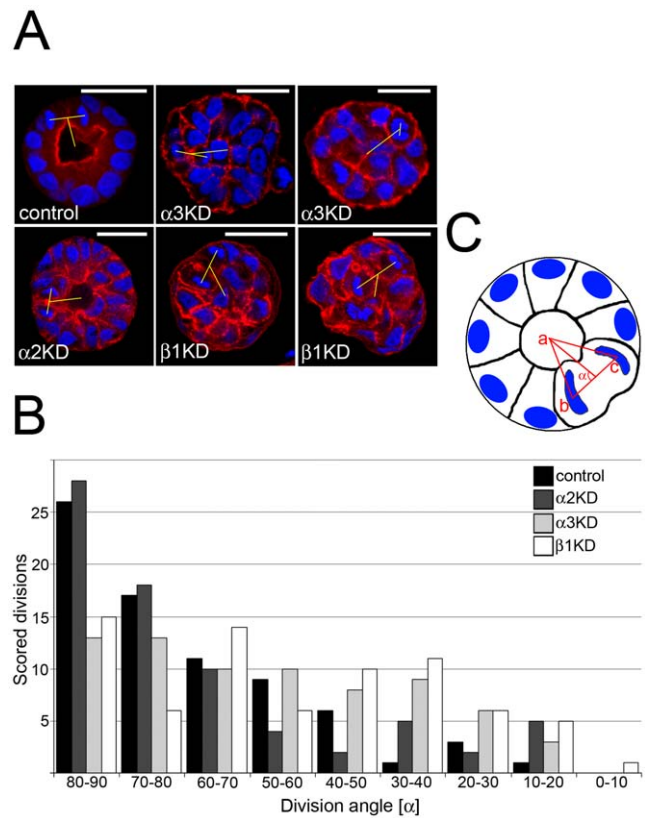 A
control
α3KD
α3KD
α2KD
β1KD
β1KD
C
a
α
b
c
B
control
α2KD
α3KD
β1KD
Scored divisions
25
20
15
10
5
80-90 70-80 60-70 50-60 40-50 30-40 20-30 10-20 0-10
Division angle [α]